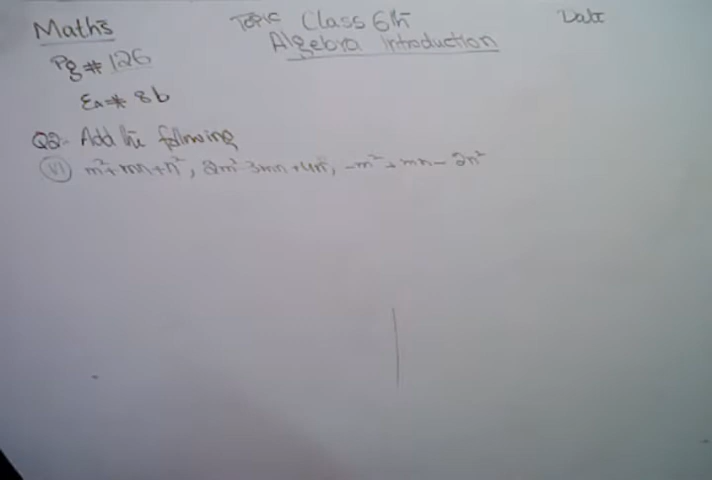 Maths Topic Class 6th Date
Algebra introduction
Pg # 126
Ex # 8b
Q2- Add the following
(vi) m²+mn+n², 2m²-3mn+4n², -m²+mn-2n²